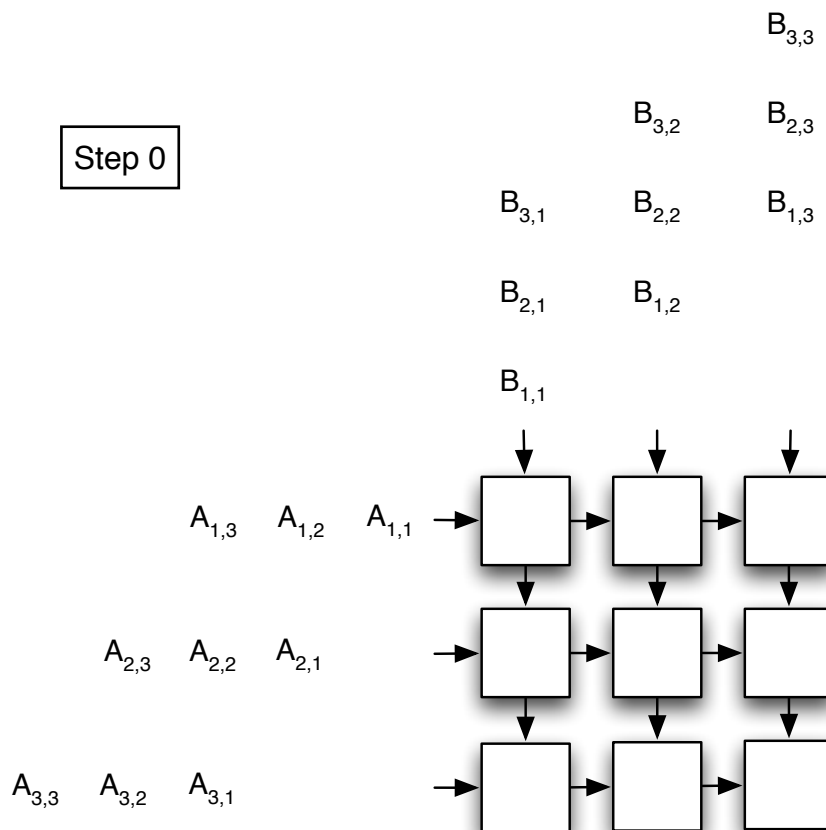 B3,3
B3,2 B2,3
Step 0
B3,1 B2,2 B1,3
B2,1 B1,2
B1,1
A1,3 A1,2 A1,1
A2,3 A2,2 A2,1
A3,3 A3,2 A3,1